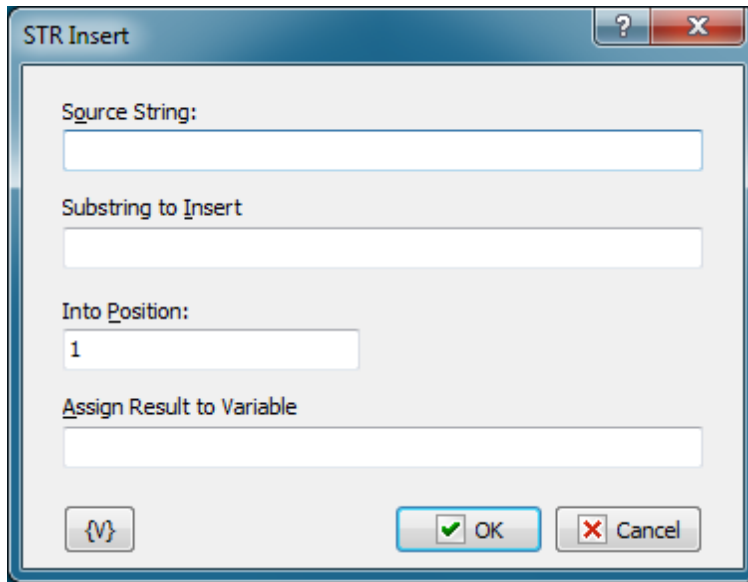 STR Insert
?
Source String:
Substring to Insert
Into Position:
1
Assign Result to Variable
{V} OK Cancel